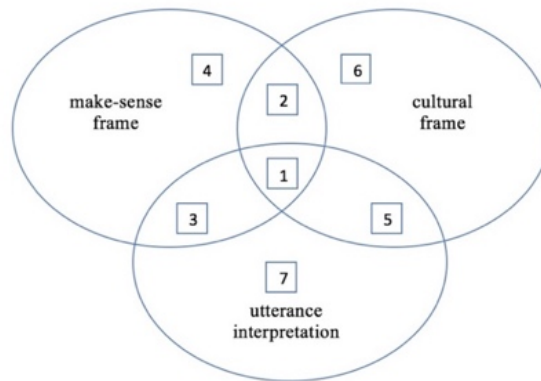 4
6
make-sense
frame
2
cultural
frame
1
3
5
7
utterance
interpretation